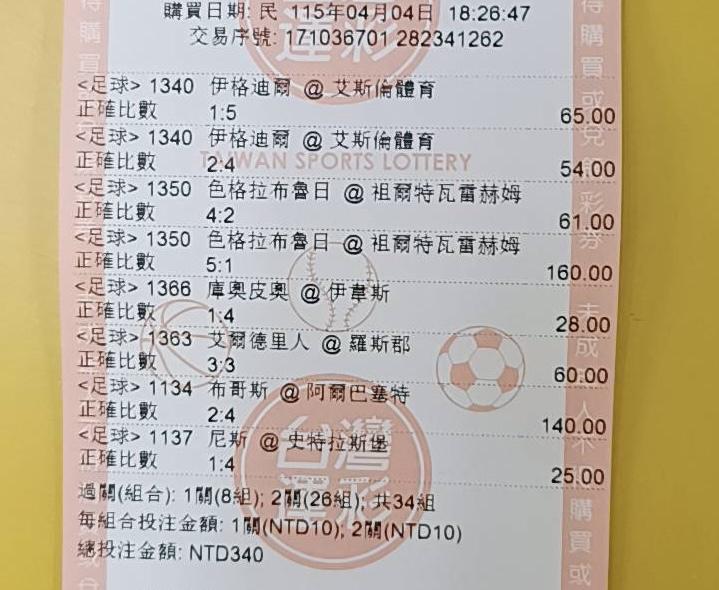 購買日期: 民 115年04月04日 18:26:47
交易序號: 171036701 282341262
<足球> 1340 伊格迪爾 @ 艾斯倫體育
正確比數 1:5 65.00
<足球> 1340 伊格迪爾 @ 艾斯倫體育
正確比數 2:4 54.00
TAIWAN SPORTS LOTTERY
<足球> 1350 色格拉布魯日 @ 祖爾特瓦雷赫姆
正確比數 4:2 61.00
<足球> 1350 色格拉布魯日 @ 祖爾特瓦雷赫姆
正確比數 5:1 160.00
<足球> 1366 庫奧皮奧 @ 伊韋斯
正確比數 1:4 28.00
<足球> 1363 艾爾德里人 @ 羅斯郡
正確比數 3:3 60.00
<足球> 1134 布哥斯 @ 阿爾巴塞特
正確比數 2:4 140.00
<足球> 1137 尼斯 @ 史特拉斯堡
正確比數 1:4 25.00
過關(組合): 1關(8組); 2關(26組); 共34組
每組合投注金額: 1關(NTD10), 2關(NTD10)
總投注金額: NTD340
台灣
運彩